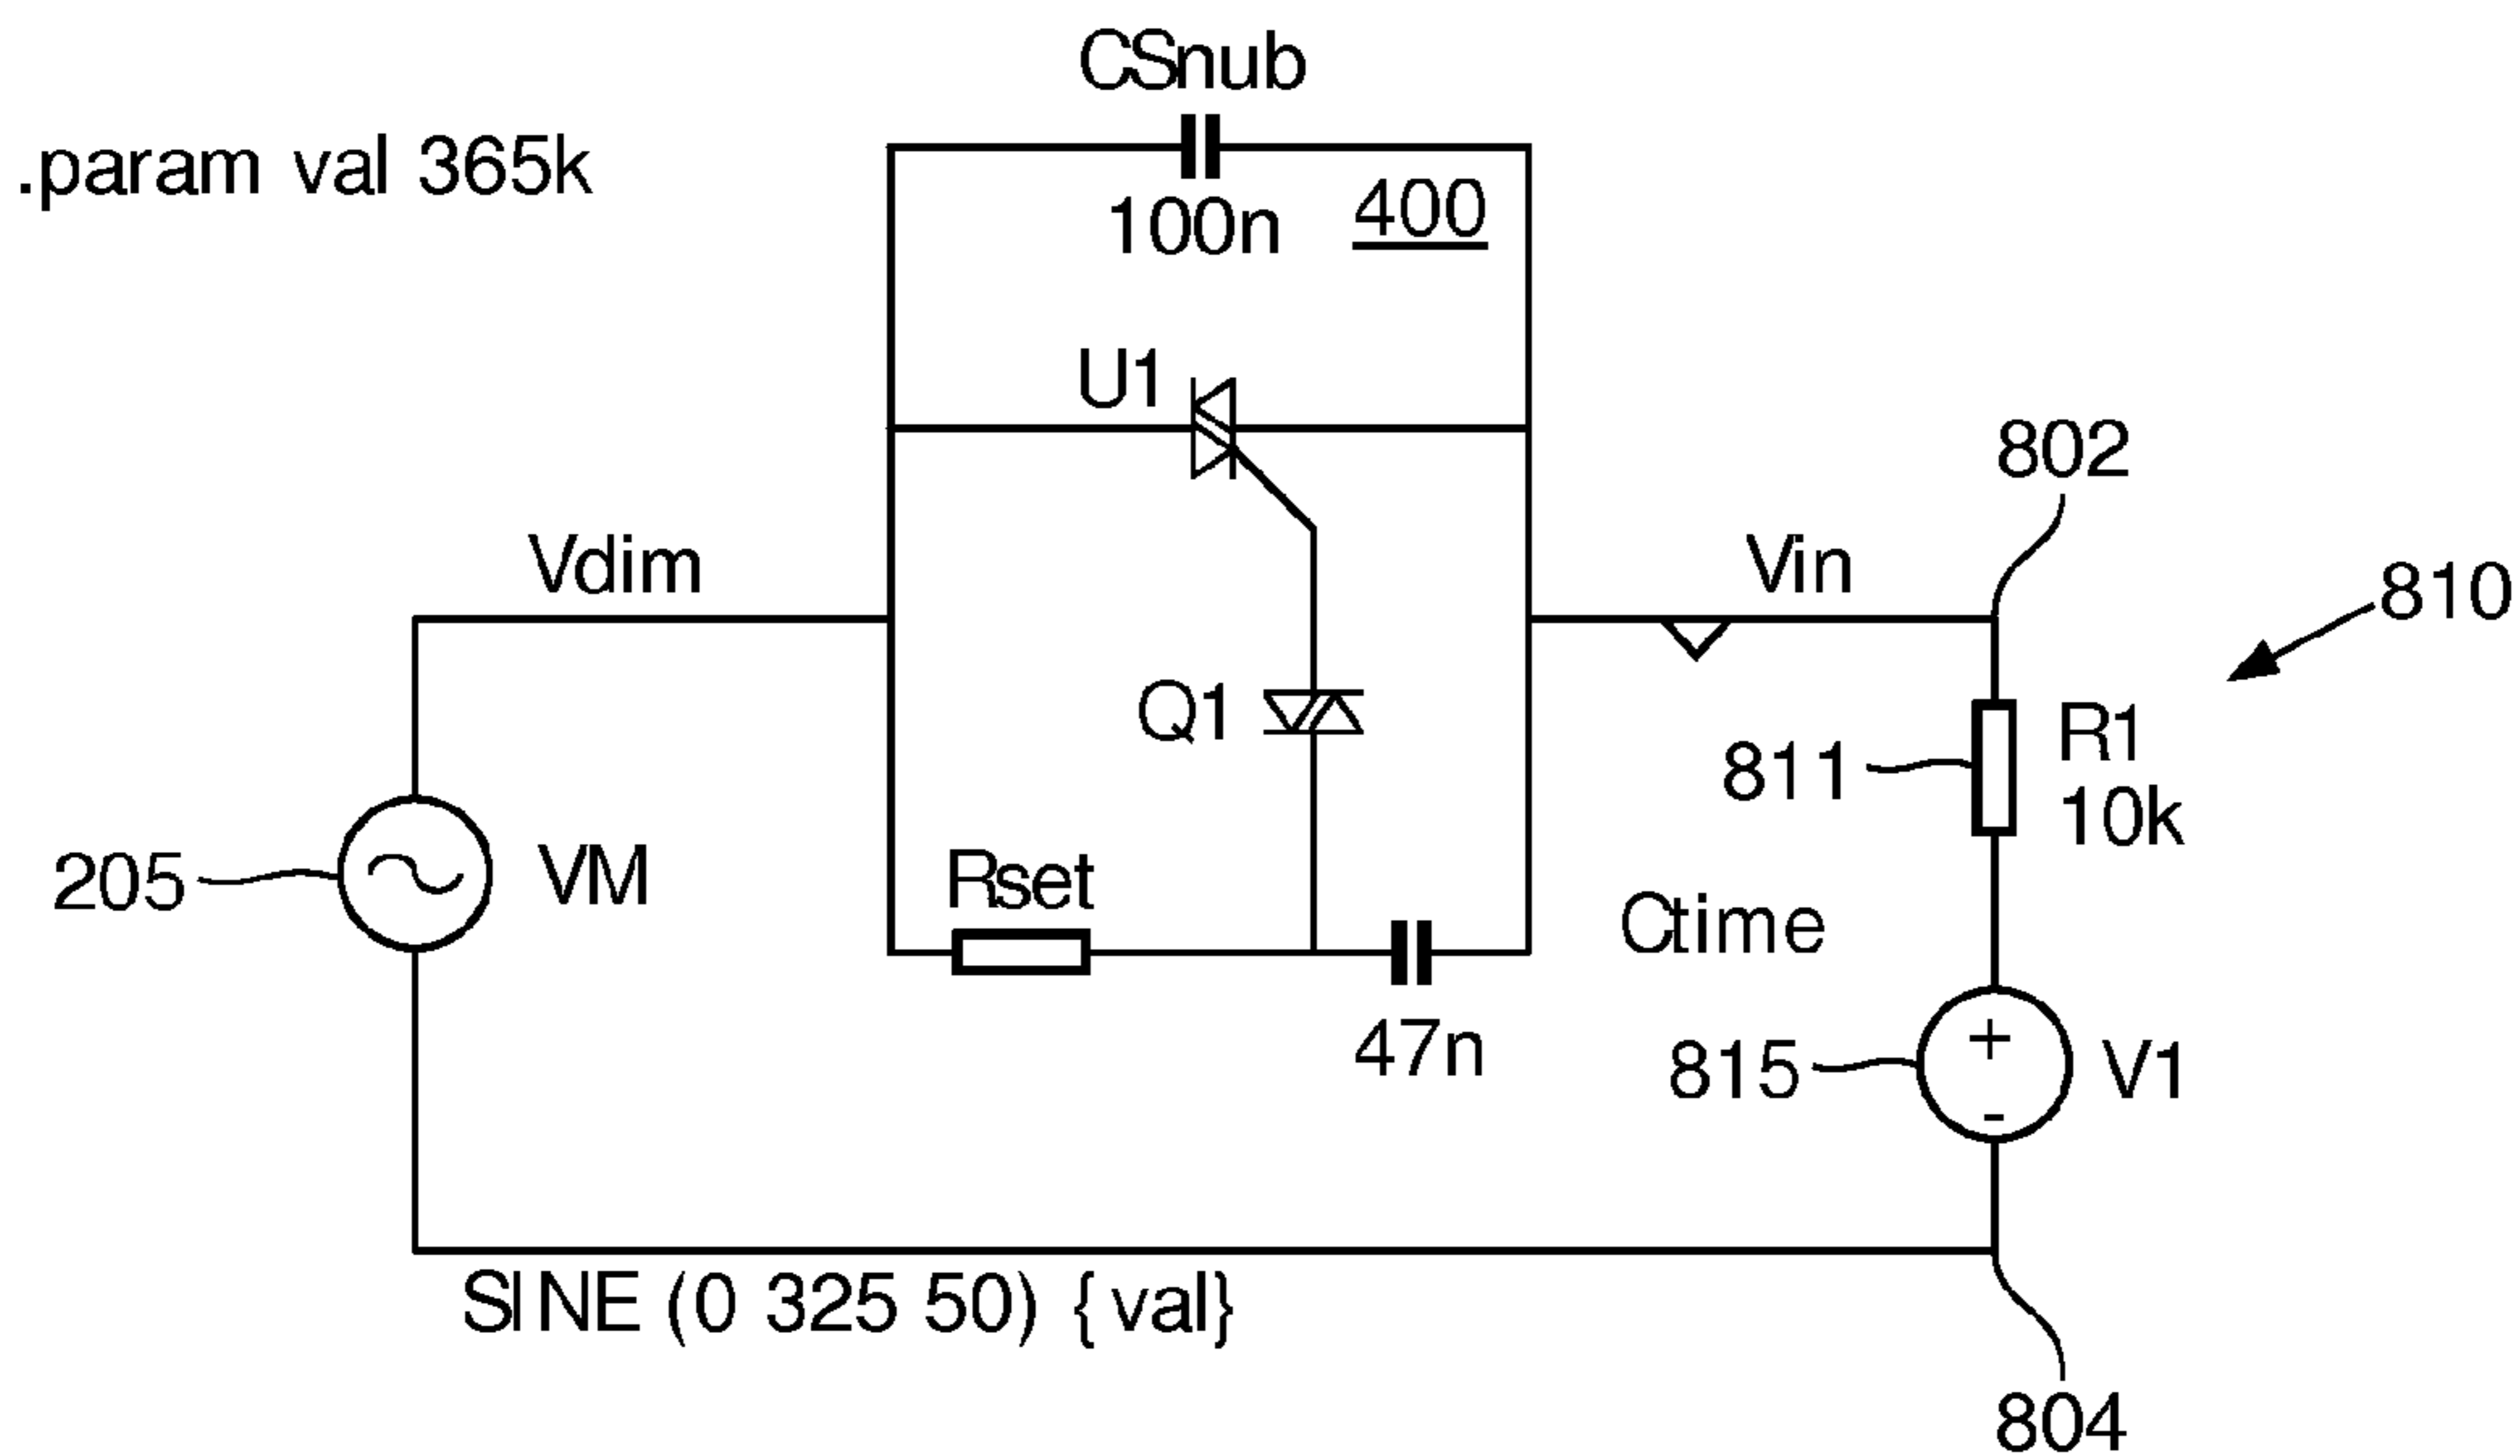 CSnub
.param val 365k
100n
400
U1
802
Vdim
Vin
810
Q1
R1
10k
811
205
VM
Rset
Ctime
47n
815
+
-
V1
SINE (0 325 50) {val}
804